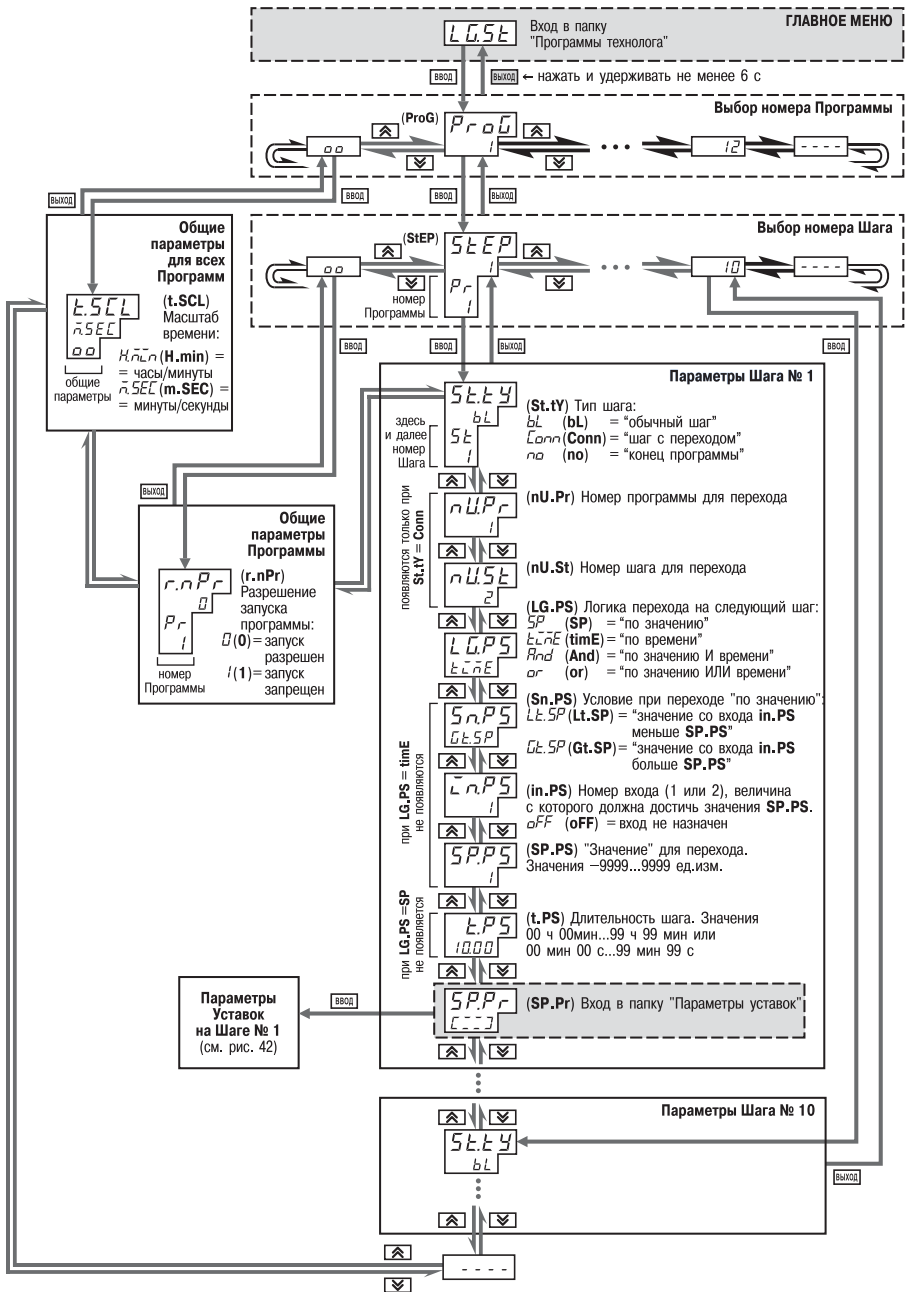 ГЛАВНОЕ МЕНЮ
LG.St
Вход в папку
"Программы технолога"
ввод
выход ← нажать и удерживать не менее 6 с
Выбор номера Программы
(ProG)
ProG
1
oo
• • •
12
- - - -
выход
ввод
ввод
выход
Выбор номера Шага
(StEP)
StEP
1
Pr
1
номер
Программы
oo
• • •
10
- - - -
Общие
параметры
для всех
Программ
t.SCL
m.SEC
oo
общие
параметры
(t.SCL)
Масштаб
времени:
H.min (H.min) =
= часы/минуты
m.SEC (m.SEC) =
= минуты/секунды
выход
ввод
ввод
выход
ввод
Общие
параметры
Программы
r.nPr
0
Pr
1
номер
Программы
(r.nPr)
Разрешение
запуска
программы:
0 (0) = запуск
разрешен
1 (1) = запуск
запрещен
Параметры Шага № 1
St.tY
bL
St
1
здесь
и далее
номер
Шага
(St.tY) Тип шага:
bL (bL) = “обычный шаг”
Conn (Conn) = “шаг с переходом”
no (no) = “конец программы”
появляются только при
St.tY = Conn
nU.Pr
1
(nU.Pr) Номер программы для перехода
nU.St
2
(nU.St) Номер шага для перехода
LG.PS
timE
(LG.PS) Логика перехода на следующий шаг:
SP (SP) = “по значению”
timE (timE) = “по времени”
And (And) = “по значению И времени”
or (or) = “по значению ИЛИ времени”
при LG.PS = timE
не появляются
Sn.PS
Gt.SP
(Sn.PS) Условие при переходе "по значению":
Lt.SP (Lt.SP) = “значение со входа in.PS
меньше SP.PS”
Gt.SP (Gt.SP) = “значение со входа in.PS
больше SP.PS”
in.PS
1
(in.PS) Номер входа (1 или 2), величина
с которого должна достичь значения SP.PS.
oFF (oFF) = вход не назначен
SP.PS
1
(SP.PS) "Значение" для перехода.
Значения –9999...9999 ед.изм.
при LG.PS =SP
не появляется
t.PS
10.00
(t.PS) Длительность шага. Значения
00 ч 00мин...99 ч 99 мин или
00 мин 00 с...99 мин 99 с
SP.Pr
[- - -]
(SP.Pr) Вход в папку "Параметры уставок"
ввод
Параметры
Уставок
на Шаге № 1
(см. рис. 42)
Параметры Шага № 10
St.tY
bL
выход
- - - -